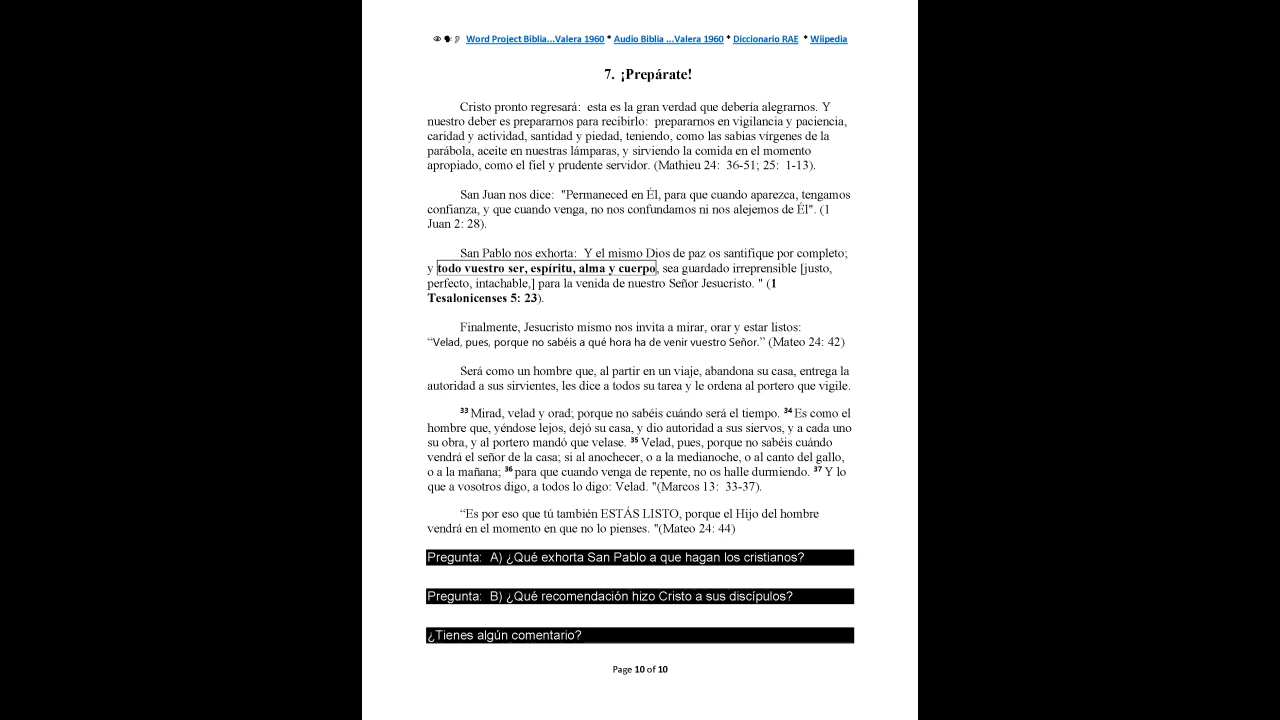 Word Project Biblia...Valera 1960 * Audio Biblia ...Valera 1960 * Diccionario RAE * Wiipedia
7. ¡Prepárate!
Cristo pronto regresará: esta es la gran verdad que debería alegrarnos. Y
nuestro deber es prepararnos para recibirlo: prepararnos en vigilancia y paciencia,
caridad y actividad, santidad y piedad, teniendo, como las sabias vírgenes de la
parábola, aceite en nuestras lámparas, y sirviendo la comida en el momento
apropiado, como el fiel y prudente servidor. (Mathieu 24: 36-51; 25: 1-13).
San Juan nos dice: "Permaneced en Él, para que cuando aparezca, tengamos
confianza, y que cuando venga, no nos confundamos ni nos alejemos de Él". (1
Juan 2: 28).
San Pablo nos exhorta: Y el mismo Dios de paz os santifique por completo;
y todo vuestro ser, espíritu, alma y cuerpo, sea guardado irreprensible [justo,
perfecto, intachable,] para la venida de nuestro Señor Jesucristo. " (1
Tesalonicenses 5: 23).
Finalmente, Jesucristo mismo nos invita a mirar, orar y estar listos:
“Velad, pues, porque no sabéis a qué hora ha de venir vuestro Señor.” (Mateo 24: 42)
Será como un hombre que, al partir en un viaje, abandona su casa, entrega la
autoridad a sus sirvientes, les dice a todos su tarea y le ordena al portero que vigile.
33 Mirad, velad y orad; porque no sabéis cuándo será el tiempo. 34 Es como el
hombre que, yéndose lejos, dejó su casa, y dio autoridad a sus siervos, y a cada uno
su obra, y al portero mandó que velase. 35 Velad, pues, porque no sabéis cuándo
vendrá el señor de la casa; si al anochecer, o a la medianoche, o al canto del gallo,
o a la mañana; 36 para que cuando venga de repente, no os halle durmiendo. 37 Y lo
que a vosotros digo, a todos lo digo: Velad. "(Marcos 13: 33-37).
“Es por eso que tú también ESTÁS LISTO, porque el Hijo del hombre
vendrá en el momento en que no lo pienses. "(Mateo 24: 44)
Pregunta: A) ¿Qué exhorta San Pablo a que hagan los cristianos?
Pregunta: B) ¿Qué recomendación hizo Cristo a sus discípulos?
¿Tienes algún comentario?
Page 10 of 10